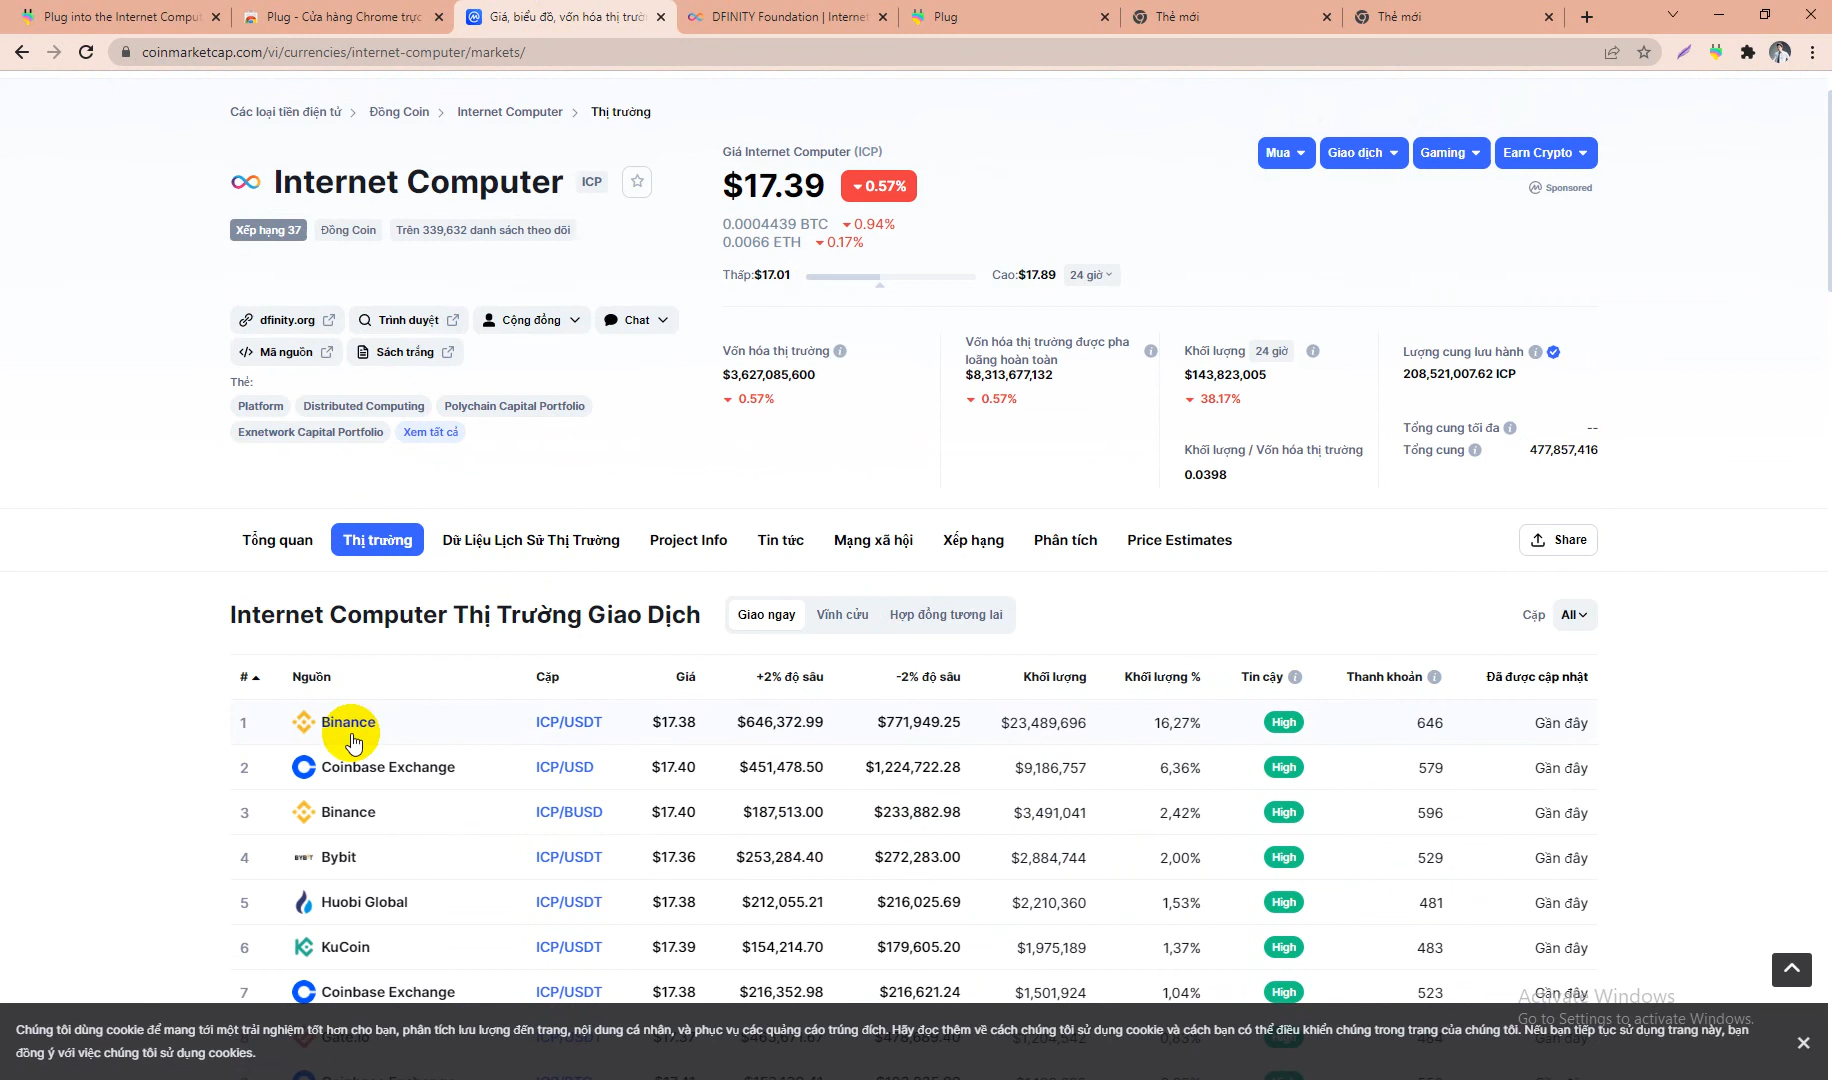 Plug into the Internet Comput
Plug - Cửa hàng Chrome trực
Giá, biểu đồ, vốn hóa thị trườ
DFINITY Foundation | Interne
Plug
Thẻ mới
Thẻ mới
coinmarketcap.com/vi/currencies/internet-computer/markets/
Các loại tiền điện tử > Đồng Coin > Internet Computer > Thị trường
Internet Computer ICP
Xếp hạng 37 Đồng Coin Trên 339,632 danh sách theo dõi
Giá Internet Computer (ICP)
$17.39 0.57%
0.0004439 BTC 0.94%
0.0066 ETH 0.17%
Thấp:$17.01 Cao:$17.89 24 giờ
Mua Giao dịch Gaming Earn Crypto
Sponsored
dfinity.org Trình duyệt Cộng đồng Chat
Mã nguồn Sách trắng
Thẻ:
Platform Distributed Computing Polychain Capital Portfolio
Exnetwork Capital Portfolio Xem tất cả
Vốn hóa thị trường
$3,627,085,600
0.57%
Vốn hóa thị trường được pha
loãng hoàn toàn
$8,313,677,132
0.57%
Khối lượng 24 giờ
$143,823,005
38.17%
Khối lượng / Vốn hóa thị trường
0.0398
Lượng cung lưu hành
208,521,007.62 ICP
Tổng cung tối đa --
Tổng cung 477,857,416
Tổng quan Thị trường Dữ Liệu Lịch Sử Thị Trường Project Info Tin tức Mạng xã hội Xếp hạng Phân tích Price Estimates Share
Internet Computer Thị Trường Giao Dịch Giao ngay Vĩnh cửu Hợp đồng tương lai Cặp All
# Nguồn Cặp Giá +2% độ sâu -2% độ sâu Khối lượng Khối lượng % Tin cậy Thanh khoản Đã được cập nhật
1 Binance ICP/USDT $17.38 $646,372.99 $771,949.25 $23,489,696 16,27% High 646 Gần đây
2 Coinbase Exchange ICP/USD $17.40 $451,478.50 $1,224,722.28 $9,186,757 6,36% High 579 Gần đây
3 Binance ICP/BUSD $17.40 $187,513.00 $233,882.98 $3,491,041 2,42% High 596 Gần đây
4 Bybit ICP/USDT $17.36 $253,284.40 $272,283.00 $2,884,744 2,00% High 529 Gần đây
5 Huobi Global ICP/USDT $17.38 $212,055.21 $216,025.69 $2,210,360 1,53% High 481 Gần đây
6 KuCoin ICP/USDT $17.39 $154,214.70 $179,605.20 $1,975,189 1,37% High 483 Gần đây
7 Coinbase Exchange ICP/USDT $17.38 $216,352.98 $216,621.24 $1,501,924 1,04% High 523 Gần đây
Activate Windows
Go to Settings to activate Windows.
Chúng tôi dùng cookie để mang tới một trải nghiệm tốt hơn cho bạn, phân tích lưu lượng đến trang, nội dung cá nhân, và phục vụ các quảng cáo trúng đích. Hãy đọc thêm về cách chúng tôi sử dụng cookie và cách bạn có thể điều khiển chúng trong trang của chúng tôi. Nếu bạn tiếp tục sử dụng trang này, bạn
đồng ý với việc chúng tôi sử dụng cookies.